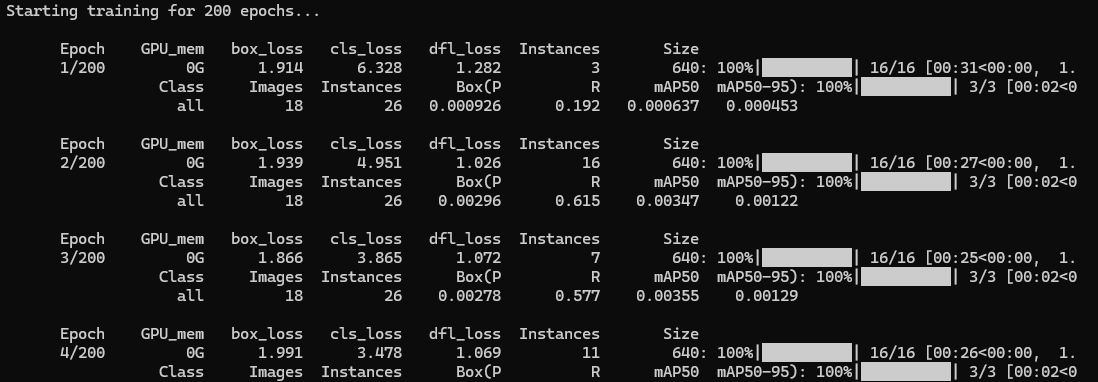 Starting training for 200 epochs...
Epoch GPU_mem box_loss cls_loss dfl_loss Instances Size
1/200 0G 1.914 6.328 1.282 3 640: 100%|██████████| 16/16 [00:31<00:00, 1.
Class Images Instances Box(P R mAP50 mAP50-95): 100%|██████████| 3/3 [00:02<0
all 18 26 0.000926 0.192 0.000637 0.000453
Epoch GPU_mem box_loss cls_loss dfl_loss Instances Size
2/200 0G 1.939 4.951 1.026 16 640: 100%|██████████| 16/16 [00:27<00:00, 1.
Class Images Instances Box(P R mAP50 mAP50-95): 100%|██████████| 3/3 [00:02<0
all 18 26 0.00296 0.615 0.00347 0.00122
Epoch GPU_mem box_loss cls_loss dfl_loss Instances Size
3/200 0G 1.866 3.865 1.072 7 640: 100%|██████████| 16/16 [00:25<00:00, 1.
Class Images Instances Box(P R mAP50 mAP50-95): 100%|██████████| 3/3 [00:02<0
all 18 26 0.00278 0.577 0.00355 0.00129
Epoch GPU_mem box_loss cls_loss dfl_loss Instances Size
4/200 0G 1.991 3.478 1.069 11 640: 100%|██████████| 16/16 [00:26<00:00, 1.
Class Images Instances Box(P R mAP50 mAP50-95): 100%|██████████| 3/3 [00:02<0